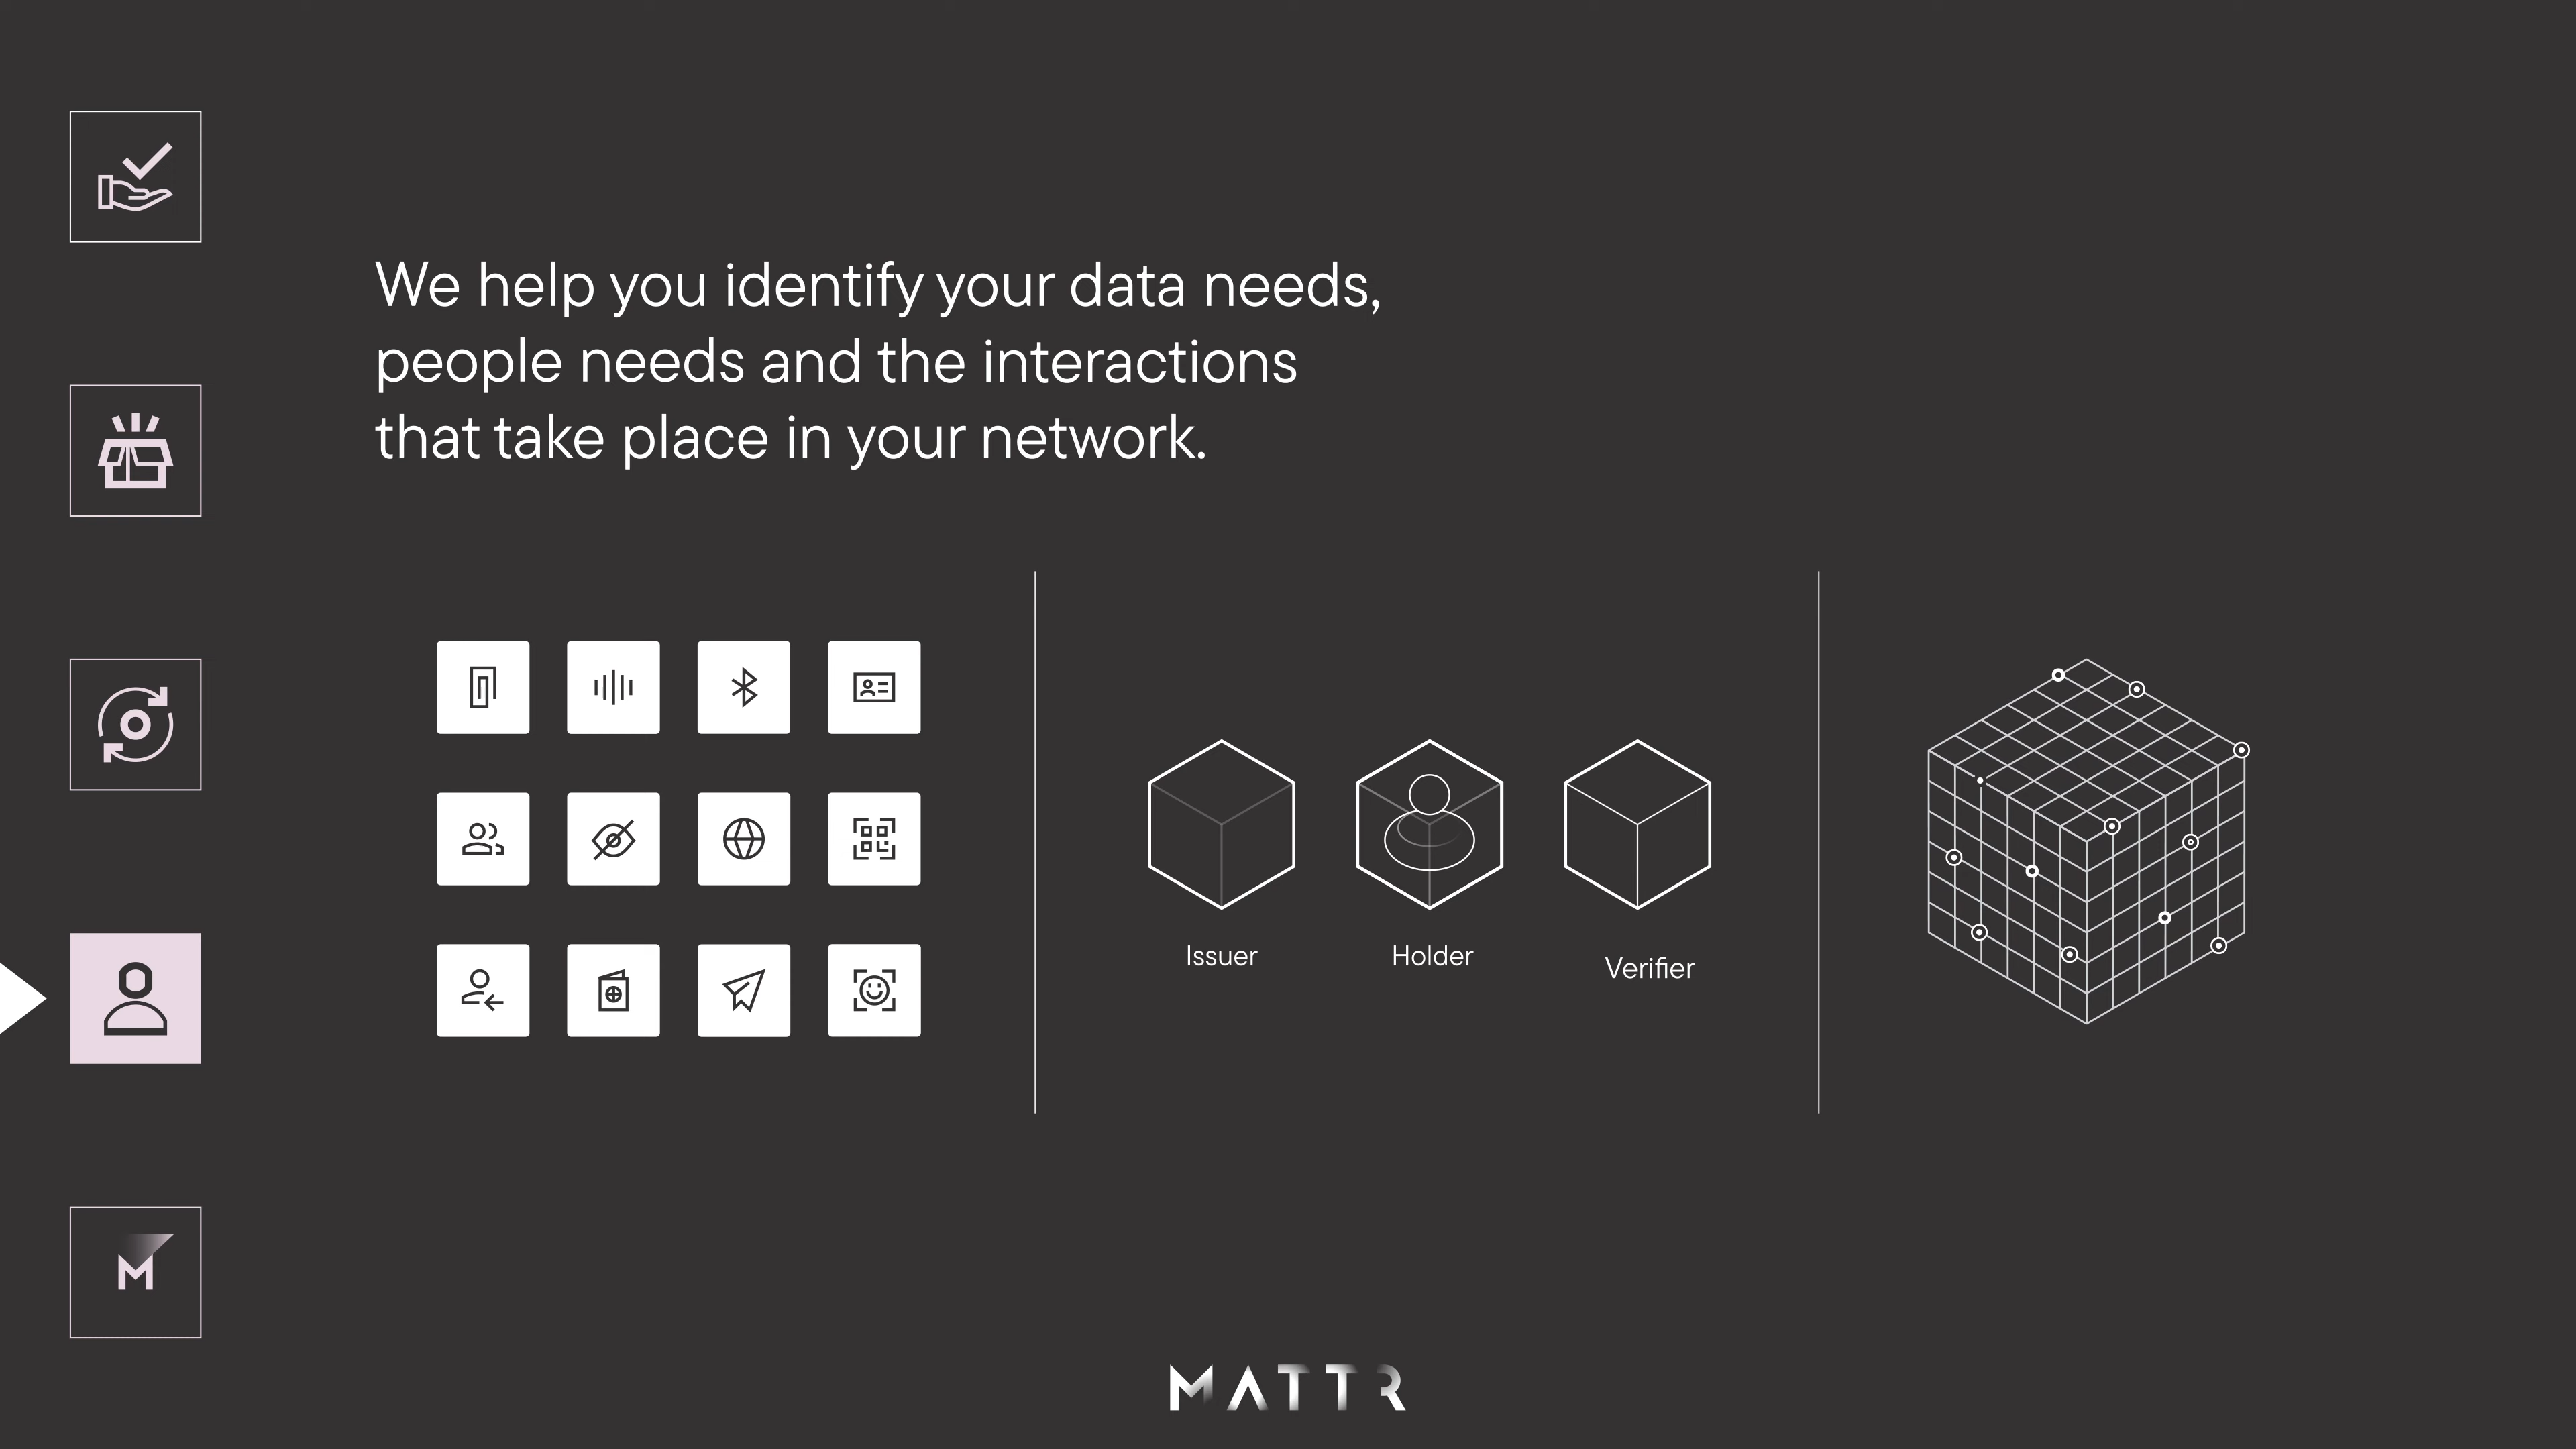 We help you identify your data needs,
people needs and the interactions
that take place in your network.
Issuer
Holder
Verifier
M
MATTR